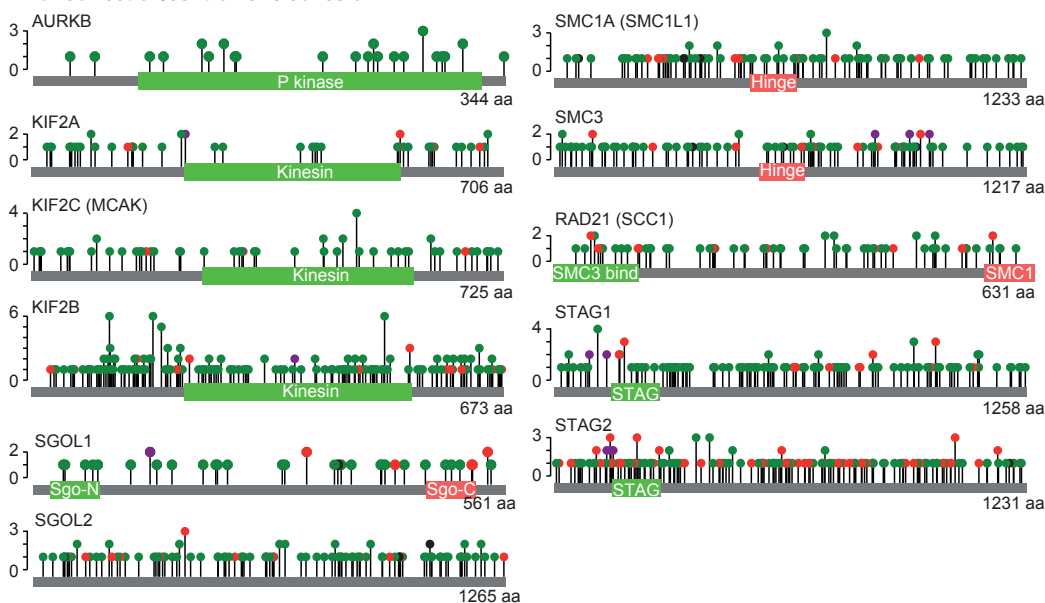 AURKB
3
0
P kinase
344 aa
KIF2A
2
1
0
Kinesin
706 aa
KIF2C (MCAK)
4
0
Kinesin
725 aa
KIF2B
6
0
Kinesin
673 aa
SGOL1
2
0
Sgo-N
Sgo-C
561 aa
SGOL2
3
0
1265 aa
SMC1A (SMC1L1)
3
0
Hinge
1233 aa
SMC3
2
1
0
Hinge
1217 aa
RAD21 (SCC1)
2
1
0
SMC3 bind
SMC1
631 aa
STAG1
4
0
STAG
1258 aa
STAG2
3
0
STAG
1231 aa